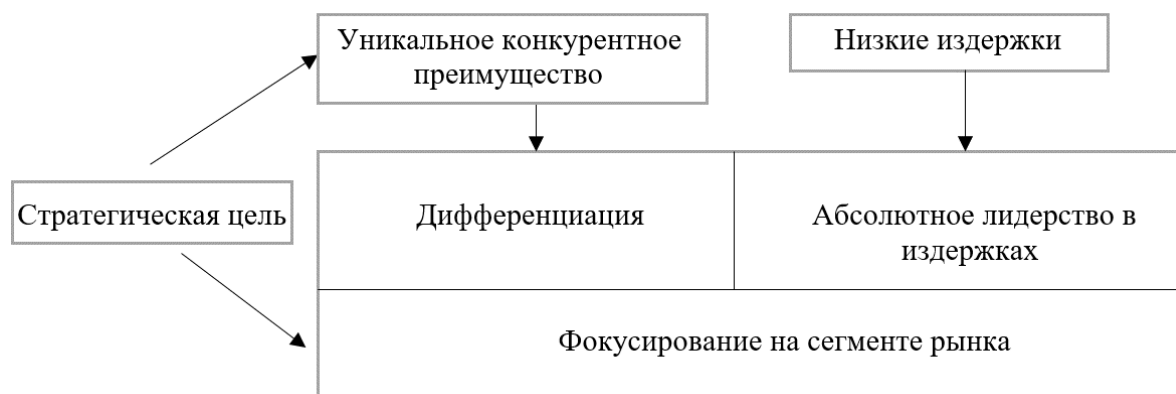 Уникальное конкурентное
преимущество
Низкие издержки
Стратегическая цель
Дифференциация
Абсолютное лидерство в
издержках
Фокусирование на сегменте рынка